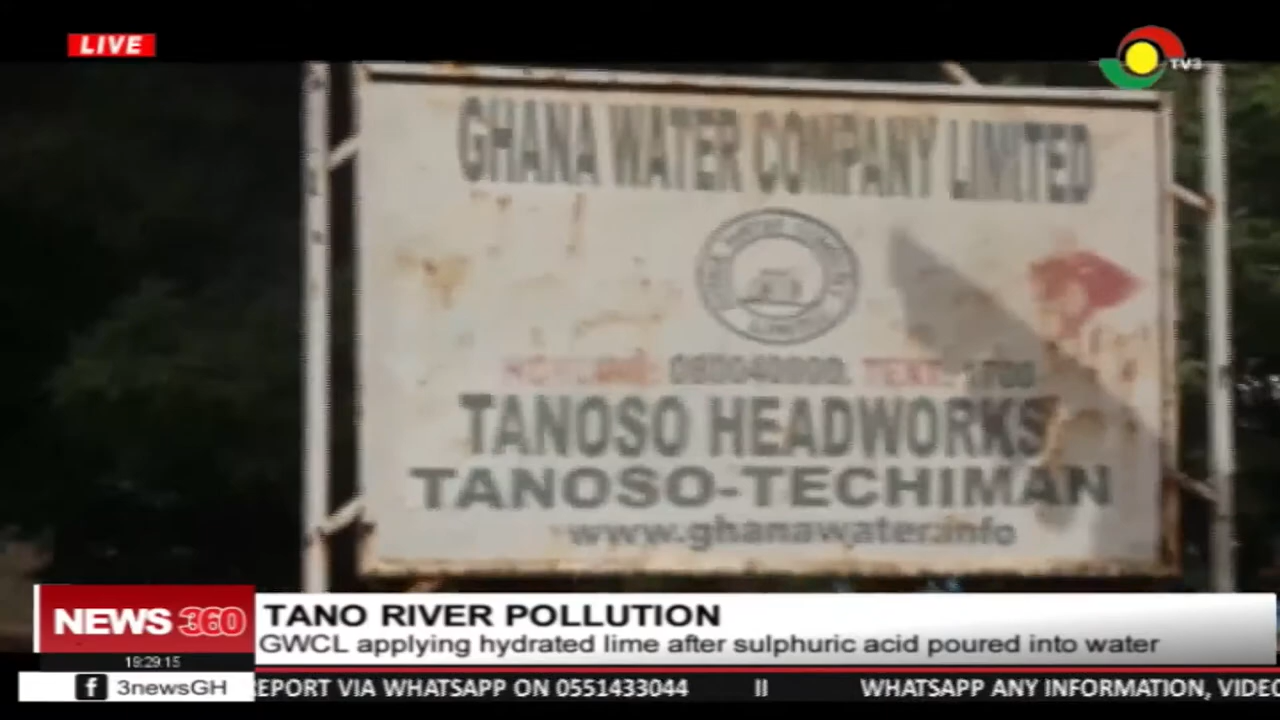 LIVE
TV3
GHANA WATER COMPANY LIMITED
TANOSO HEADWORKS
TANOSO-TECHIMAN
www.ghanawater.info
NEWS 360
TANO RIVER POLLUTION
GWCL applying hydrated lime after sulphuric acid poured into water
19:29:15
3newsGH
EPORT VIA WHATSAPP ON 0551433044 II WHATSAPP ANY INFORMATION, VIDEO